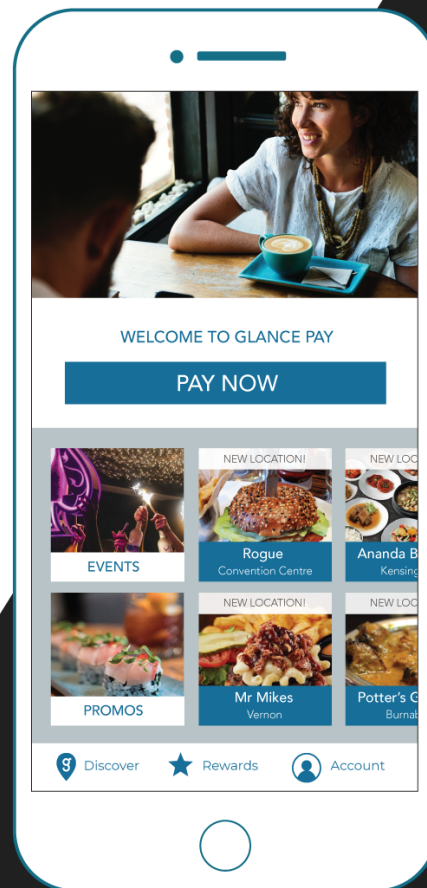 WELCOME TO GLANCE PAY
PAY NOW
EVENTS
NEW LOCATION!
Rogue
Convention Centre
NEW LOC
Ananda B
Kensing
PROMOS
NEW LOCATION!
Mr Mikes
Vernon
NEW LOC
Potter's G
Burnab
g Discover
Rewards
Account